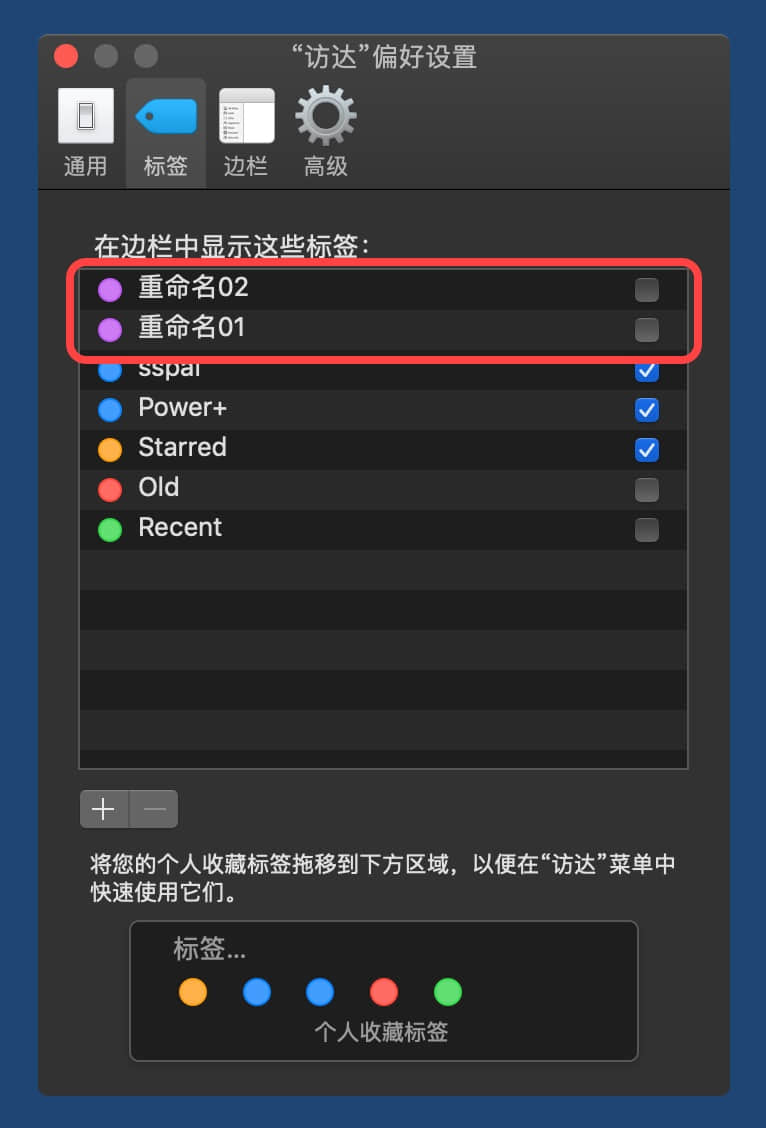 “访达”偏好设置
通用
标签
边栏
高级
在边栏中显示这些标签：
重命名02
重命名01
sspai
Power+
Starred
Old
Recent
将您的个人收藏标签拖移到下方区域，以便在“访达”菜单中
快速使用它们。
标签...
个人收藏标签